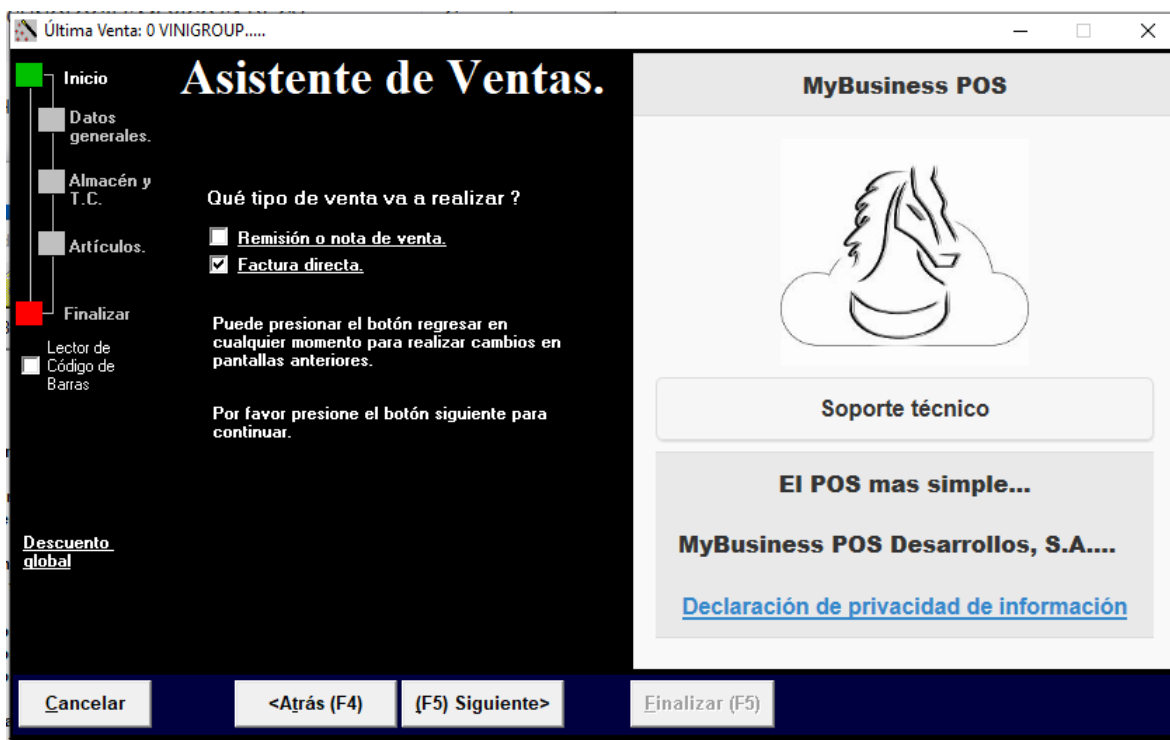 Última Venta: 0 VINIGROUP.....
Inicio
Datos
generales.
Almacén y
T.C.
Artículos.
Finalizar
Lector de
Código de
Barras
Descuento
global
Asistente de Ventas.
Qué tipo de venta va a realizar ?
Remisión o nota de venta.
Factura directa.
Puede presionar el botón regresar en
cualquier momento para realizar cambios en
pantallas anteriores.
Por favor presione el botón siguiente para
continuar.
MyBusiness POS
Soporte técnico
El POS mas simple...
MyBusiness POS Desarrollos, S.A....
Declaración de privacidad de información
Cancelar
<Atrás (F4)
(F5) Siguiente>
Finalizar (F5)